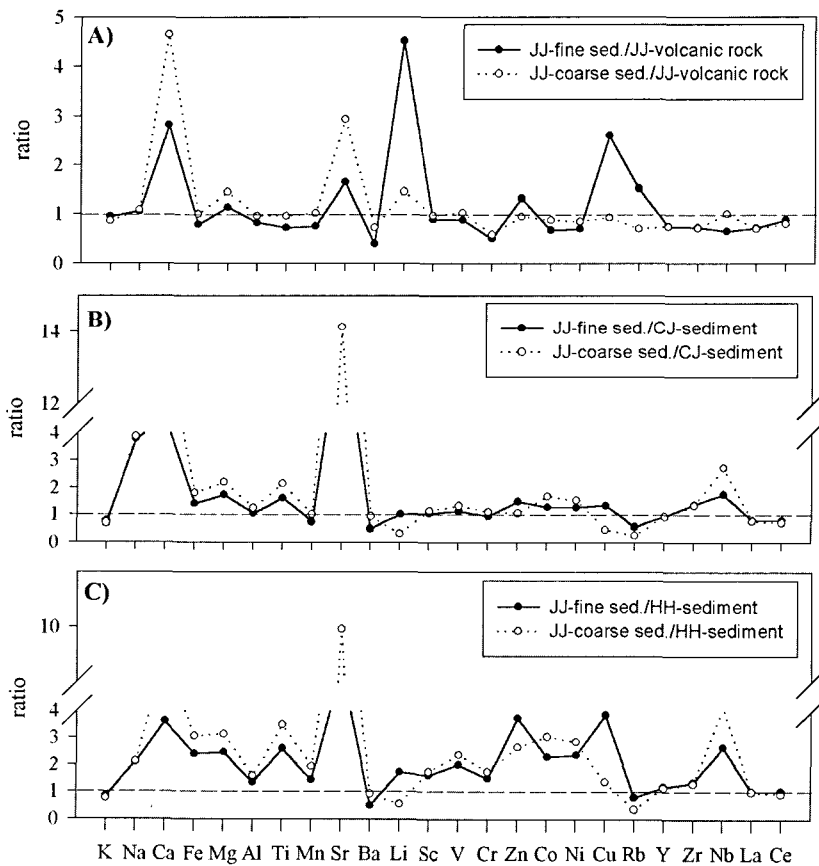 A)
JJ-fine sed./JJ-volcanic rock
JJ-coarse sed./JJ-volcanic rock
ratio
5
4
3
2
1
0
B)
JJ-fine sed./CJ-sediment
JJ-coarse sed./CJ-sediment
ratio
14
12
4
3
2
1
0
C)
JJ-fine sed./HH-sediment
JJ-coarse sed./HH-sediment
ratio
10
4
3
2
1
0
K Na Ca Fe Mg Al Ti Mn Sr Ba Li Sc V Cr Zn Co Ni Cu Rb Y Zr Nb La Ce